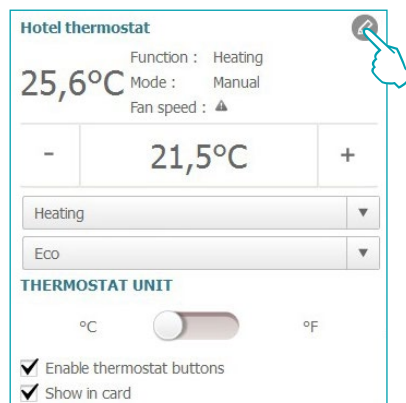 Hotel thermostat
25,6°C
Function : Heating
Mode : Manual
Fan speed :
- 21,5°C +
Heating
Eco
THERMOSTAT UNIT
°C °F
Enable thermostat buttons
Show in card